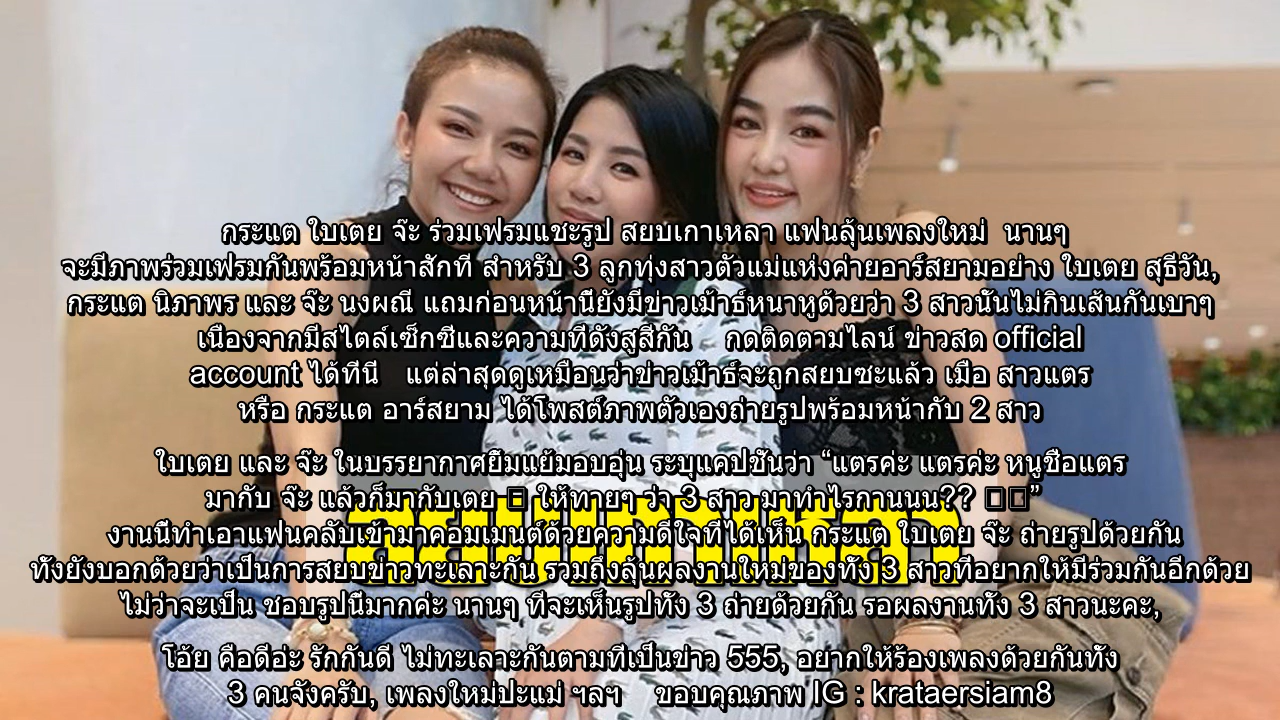 กระแต ใบเตย จ๊ะ ร่วมเฟรมแชะรูป สยบเกาเหลา แฟนลุ้นเพลงใหม่ นานๆ
จะมีภาพร่วมเฟรมกันพร้อมหน้าสักที สำหรับ 3 ลูกทุ่งสาวตัวแม่แห่งค่ายอาร์สยามอย่าง ใบเตย สุธีวัน,
กระแต นิภาพร และ จ๊ะ นงผณี แถมก่อนหน้านี้ยังมีข่าวเม้าธ์หนาหูด้วยว่า 3 สาวนั้นไม่กินเส้นกันเบาๆ
เนื่องจากมีสไตล์เซ็กซี่และความที่ดังสูสีกัน กดติดตามไลน์ ข่าวสด official
account ได้ที่นี่ แต่ล่าสุดดูเหมือนว่าข่าวเม้าธ์จะถูกสยบซะแล้ว เมื่อ สาวแตร
หรือ กระแต อาร์สยาม ได้โพสต์ภาพตัวเองถ่ายรูปพร้อมหน้ากับ 2 สาว
ใบเตย และ จ๊ะ ในบรรยากาศยิ้มแย้มอบอุ่น ระบุแคปชั่นว่า “แตรค่ะ แตรค่ะ หนูชื่อแตร
มากับ จ๊ะ แล้วก็มากับเตย ให้ทายๆ ว่า 3 สาว มาทำไรกานนน?? ”
สยบเกาเหลา
งานนี้ทำเอาแฟนคลับเข้ามาคอมเมนต์ด้วยความดีใจที่ได้เห็น กระแต ใบเตย จ๊ะ ถ่ายรูปด้วยกัน
ทั้งยังบอกด้วยว่าเป็นการสยบข่าวทะเลาะกัน รวมถึงลุ้นผลงานใหม่ของทั้ง 3 สาวที่อยากให้มีร่วมกันอีกด้วย
ไม่ว่าจะเป็น ชอบรูปนี้มากค่ะ นานๆ ที่จะเห็นรูปทั้ง 3 ถ่ายด้วยกัน รอผลงานทั้ง 3 สาวนะคะ,
โอ้ย คือดีอ่ะ รักกันดี ไม่ทะเลาะกันตามที่เป็นข่าว 555, อยากให้ร้องเพลงด้วยกันทั้ง
3 คนจังครับ, เพลงใหม่ปะแม่ ฯลฯ ขอบคุณภาพ IG : krataersiam8